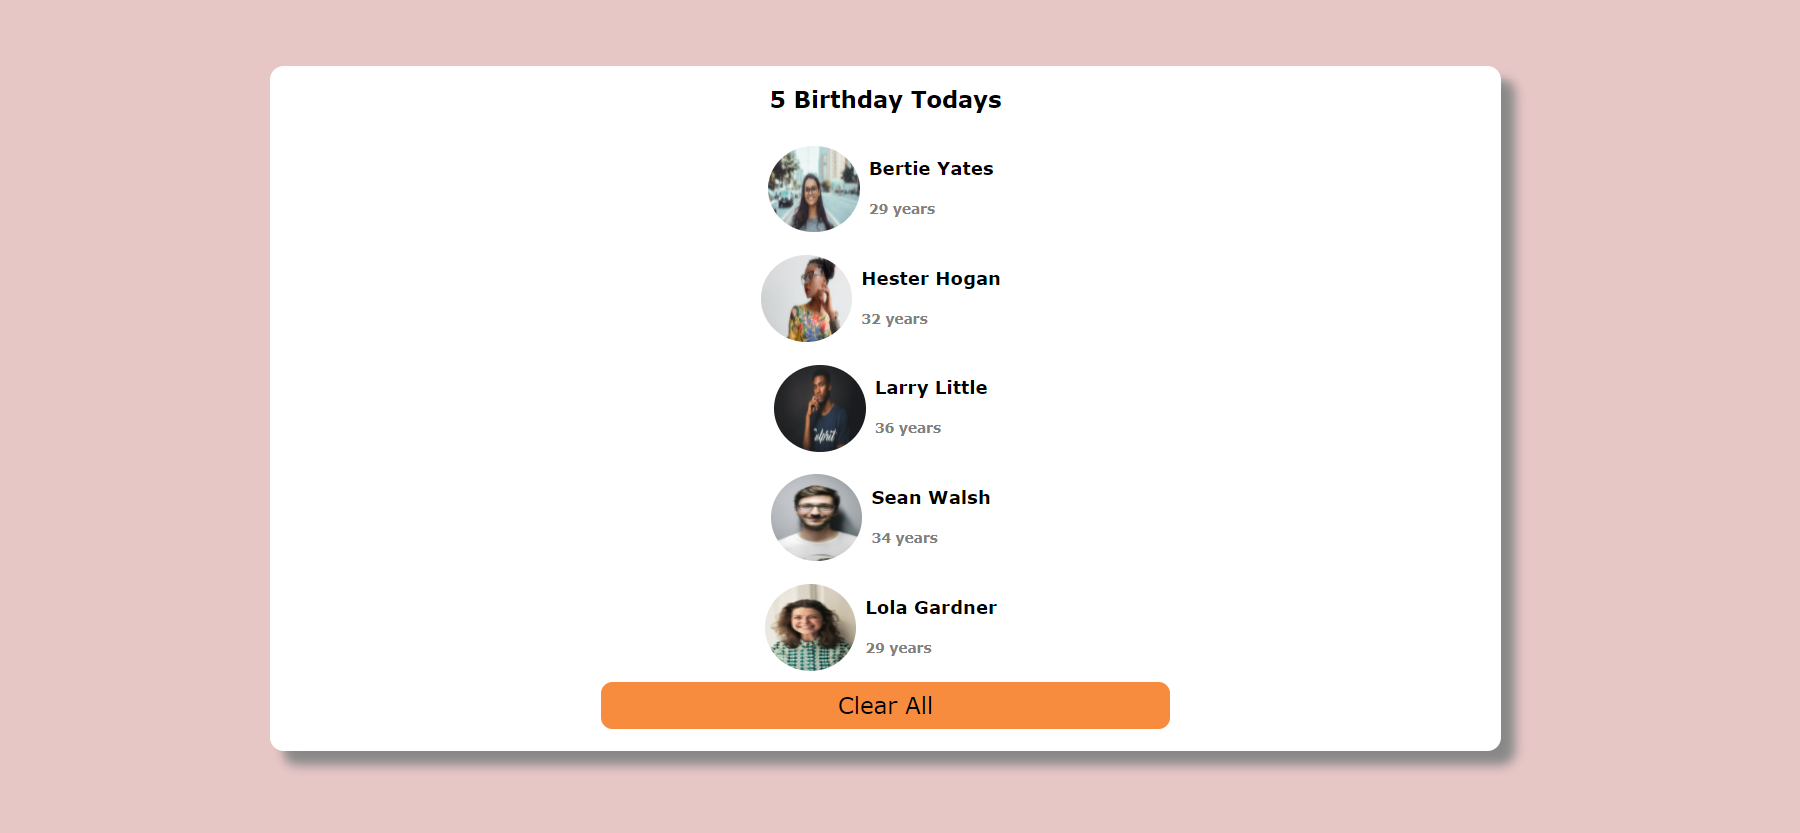 5 Birthday Todays
Bertie Yates
29 years
Hester Hogan
32 years
Larry Little
36 years
Sean Walsh
34 years
Lola Gardner
29 years
Clear All